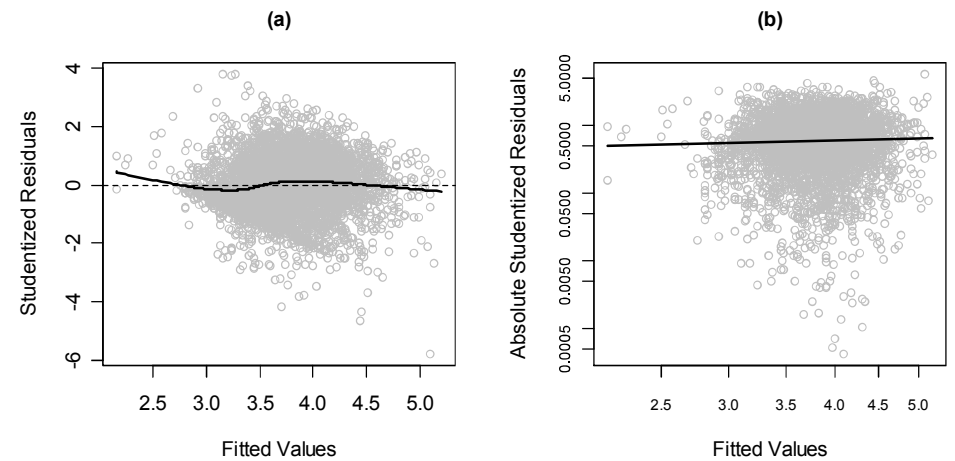 (a)
Studentized Residuals
4
2
0
-2
-4
-6
2.5 3.0 3.5 4.0 4.5 5.0
Fitted Values
(b)
Absolute Studentized Residuals
5.0000
0.5000
0.0500
0.0050
0.0005
2.5 3.0 3.5 4.0 4.5 5.0
Fitted Values